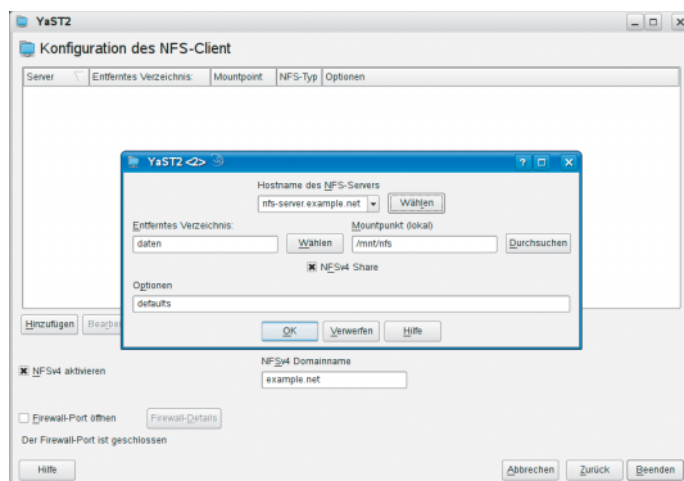 YaST2
Konfiguration des NFS-Client
Server Entferntes Verzeichnis: Mountpoint NFS-Typ Optionen
YaST2 <2>
Hostname des NFS-Servers
nfs-server.example.net Wählen
Entferntes Verzeichnis: Mountpunkt (lokal)
daten Wählen /mnt/nfs Durchsuchen
NFSv4 Share
Optionen
defaults
OK Verwerfen Hilfe
Hinzufügen
NFSv4 aktivieren
NFSv4 Domainname
example.net
Firewall-Port öffnen Firewall-Details
Der Firewall-Port ist geschlossen
Hilfe Abbrechen Zurück Beenden